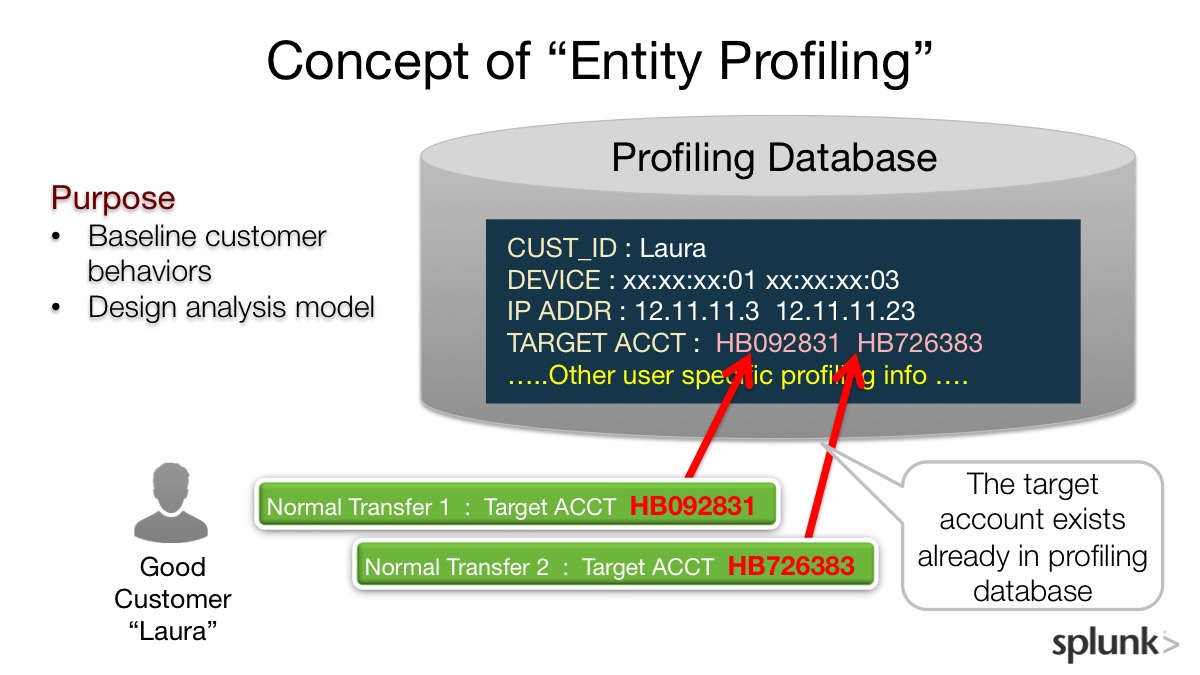 Concept of “Entity Profiling”
Profiling Database
Purpose
• Baseline customer
behaviors
• Design analysis model
CUST_ID : Laura
DEVICE : xx:xx:xx:01 xx:xx:xx:03
IP ADDR : 12.11.11.3 12.11.11.23
TARGET ACCT : HB092831 HB726383
…..Other user specific profiling info ….
Normal Transfer 1 : Target ACCT HB092831
Normal Transfer 2 : Target ACCT HB726383
Good
Customer
“Laura”
The target
account exists
already in profiling
database
splunk>